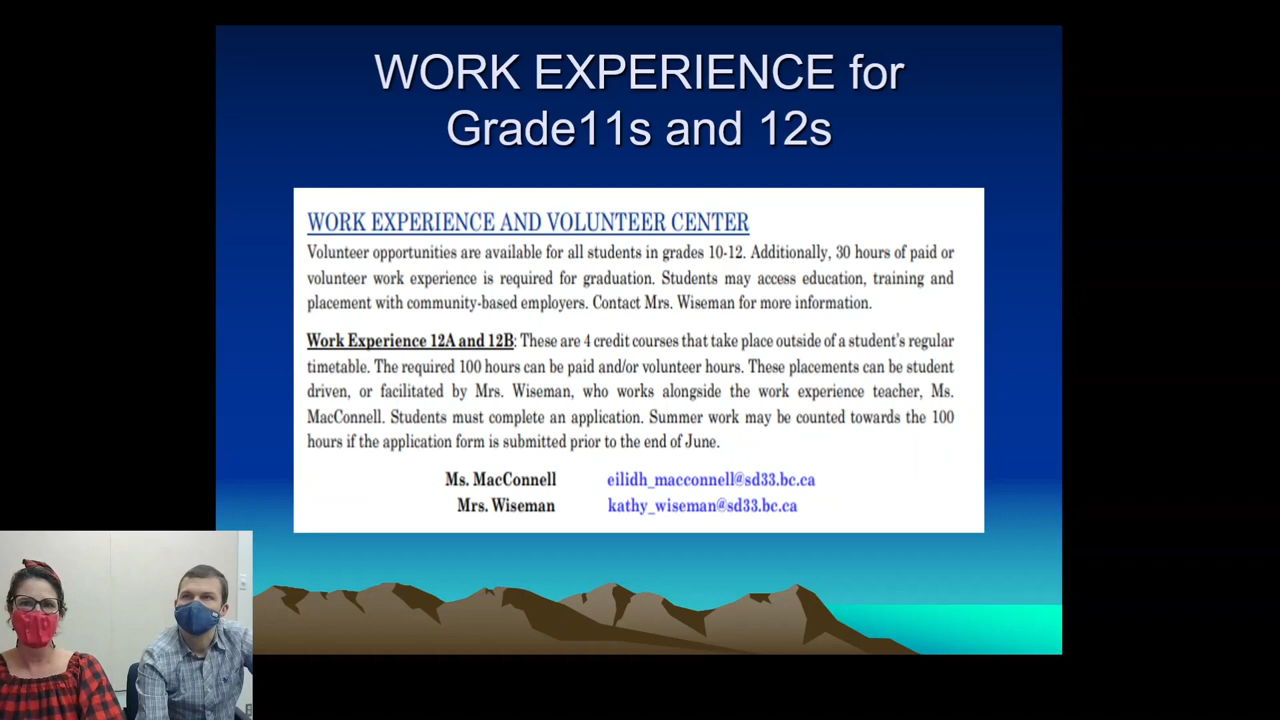 WORK EXPERIENCE for
Grade11s and 12s
WORK EXPERIENCE AND VOLUNTEER CENTER
Volunteer opportunities are available for all students in grades 10-12. Additionally, 30 hours of paid or
volunteer work experience is required for graduation. Students may access education, training and
placement with community-based employers. Contact Mrs. Wiseman for more information.
Work Experience 12A and 12B: These are 4 credit courses that take place outside of a student's regular
timetable. The required 100 hours can be paid and/or volunteer hours. These placements can be student
driven, or facilitated by Mrs. Wiseman, who works alongside the work experience teacher, Ms.
MacConnell. Students must complete an application. Summer work may be counted towards the 100
hours if the application form is submitted prior to the end of June.
Ms. MacConnell eilidh_macconnell@sd33.bc.ca
Mrs. Wiseman kathy_wiseman@sd33.bc.ca